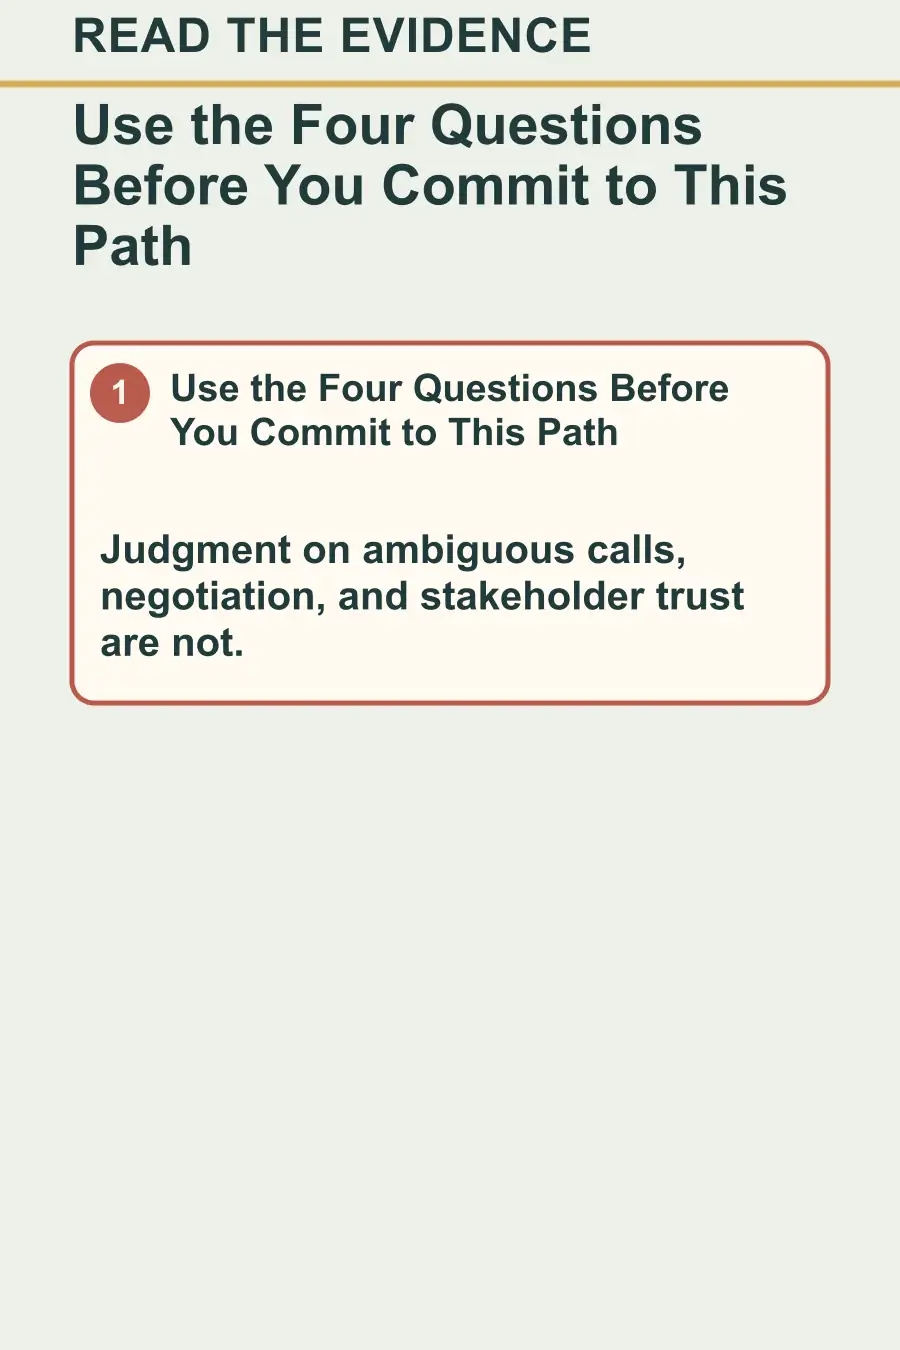 READ THE EVIDENCE
Use the Four Questions
Before You Commit to This
Path
1
Use the Four Questions Before
You Commit to This Path
Judgment on ambiguous calls,
negotiation, and stakeholder trust
are not.